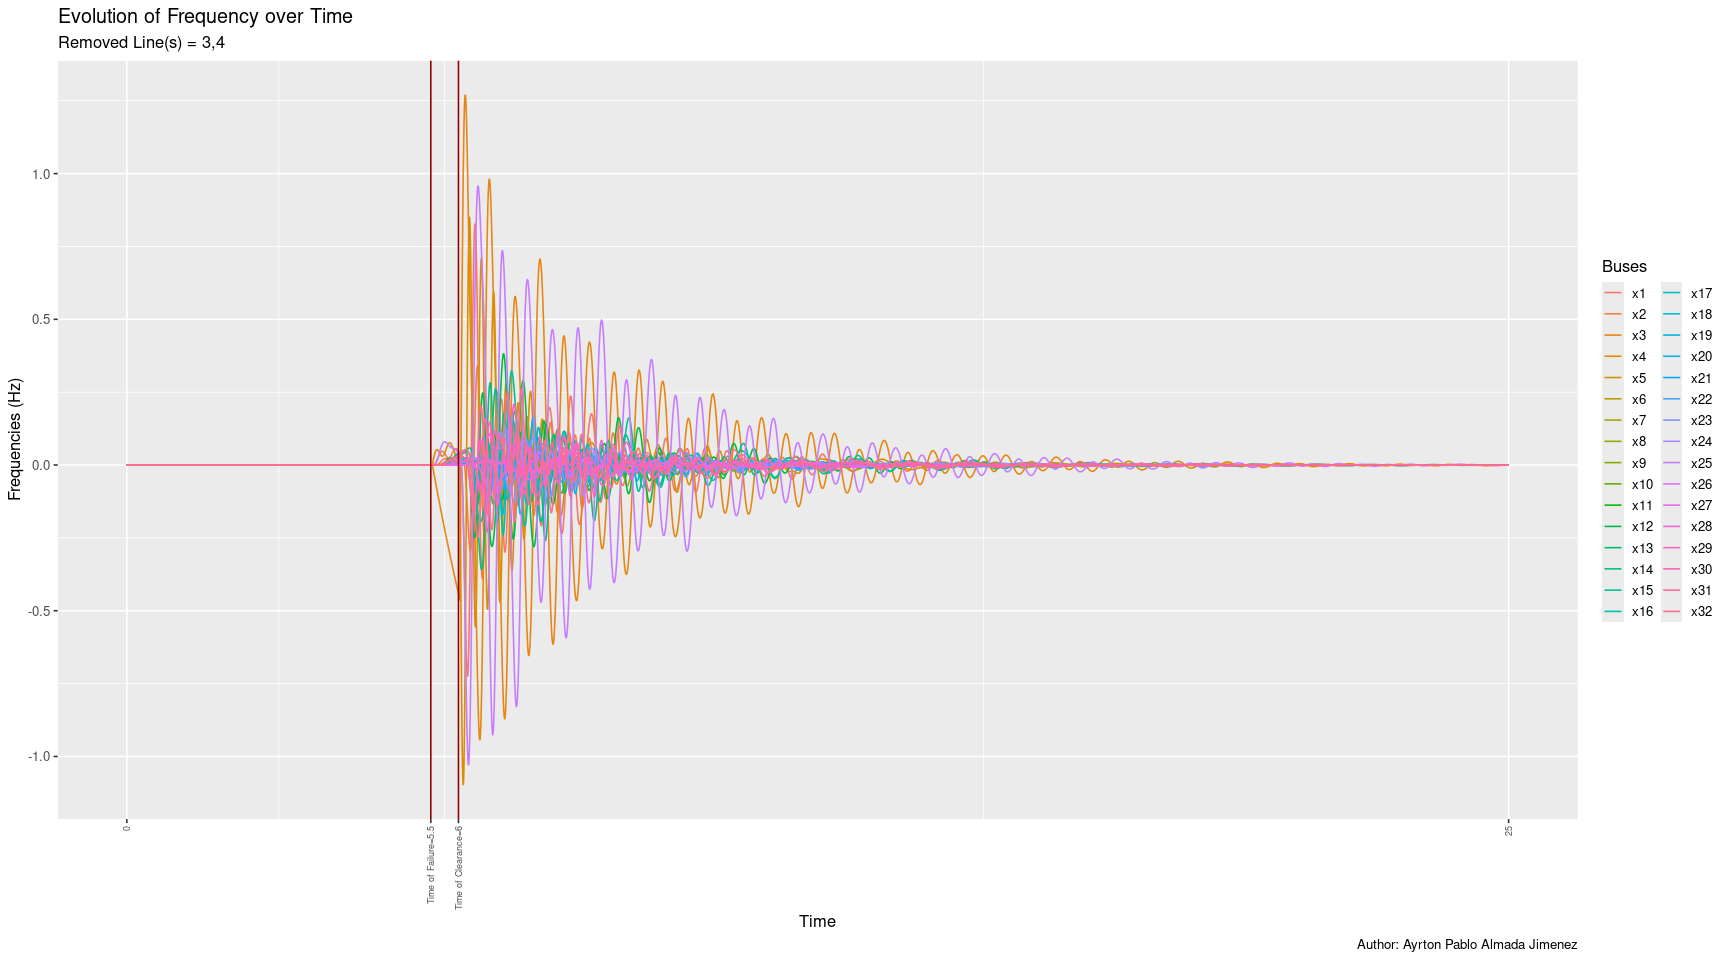 Evolution of Frequency over Time
Removed Line(s) = 3,4
Frequencies (Hz)
1.0
0.5
0.0
-0.5
-1.0
0
Time of Failure=5.5
Time of Clearance=6
25
Time
Buses
x1
x2
x3
x4
x5
x6
x7
x8
x9
x10
x11
x12
x13
x14
x15
x16
x17
x18
x19
x20
x21
x22
x23
x24
x25
x26
x27
x28
x29
x30
x31
x32
Author: Ayrton Pablo Almada Jimenez